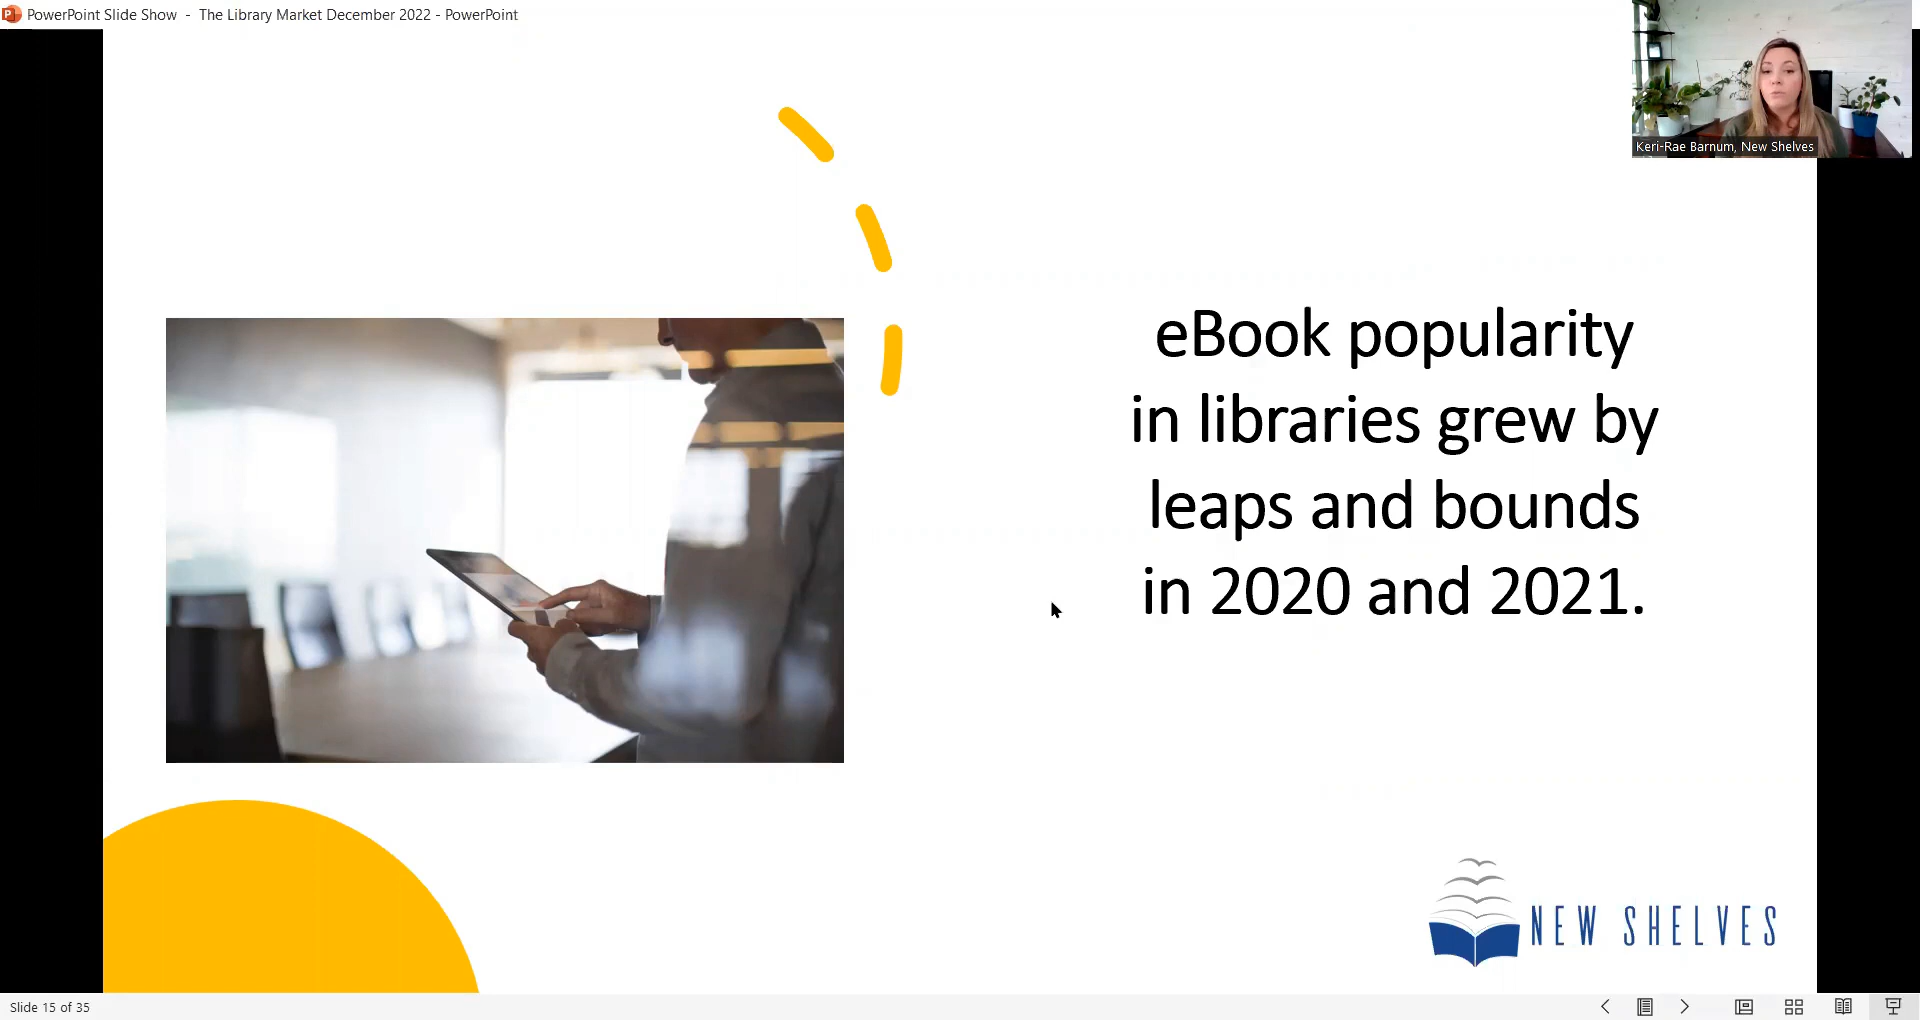 PowerPoint Slide Show - The Library Market December 2022 - PowerPoint
Keri-Rae Barnum, New Shelves
eBook popularity
in libraries grew by
leaps and bounds
in 2020 and 2021.
NEW SHELVES
Slide 15 of 35